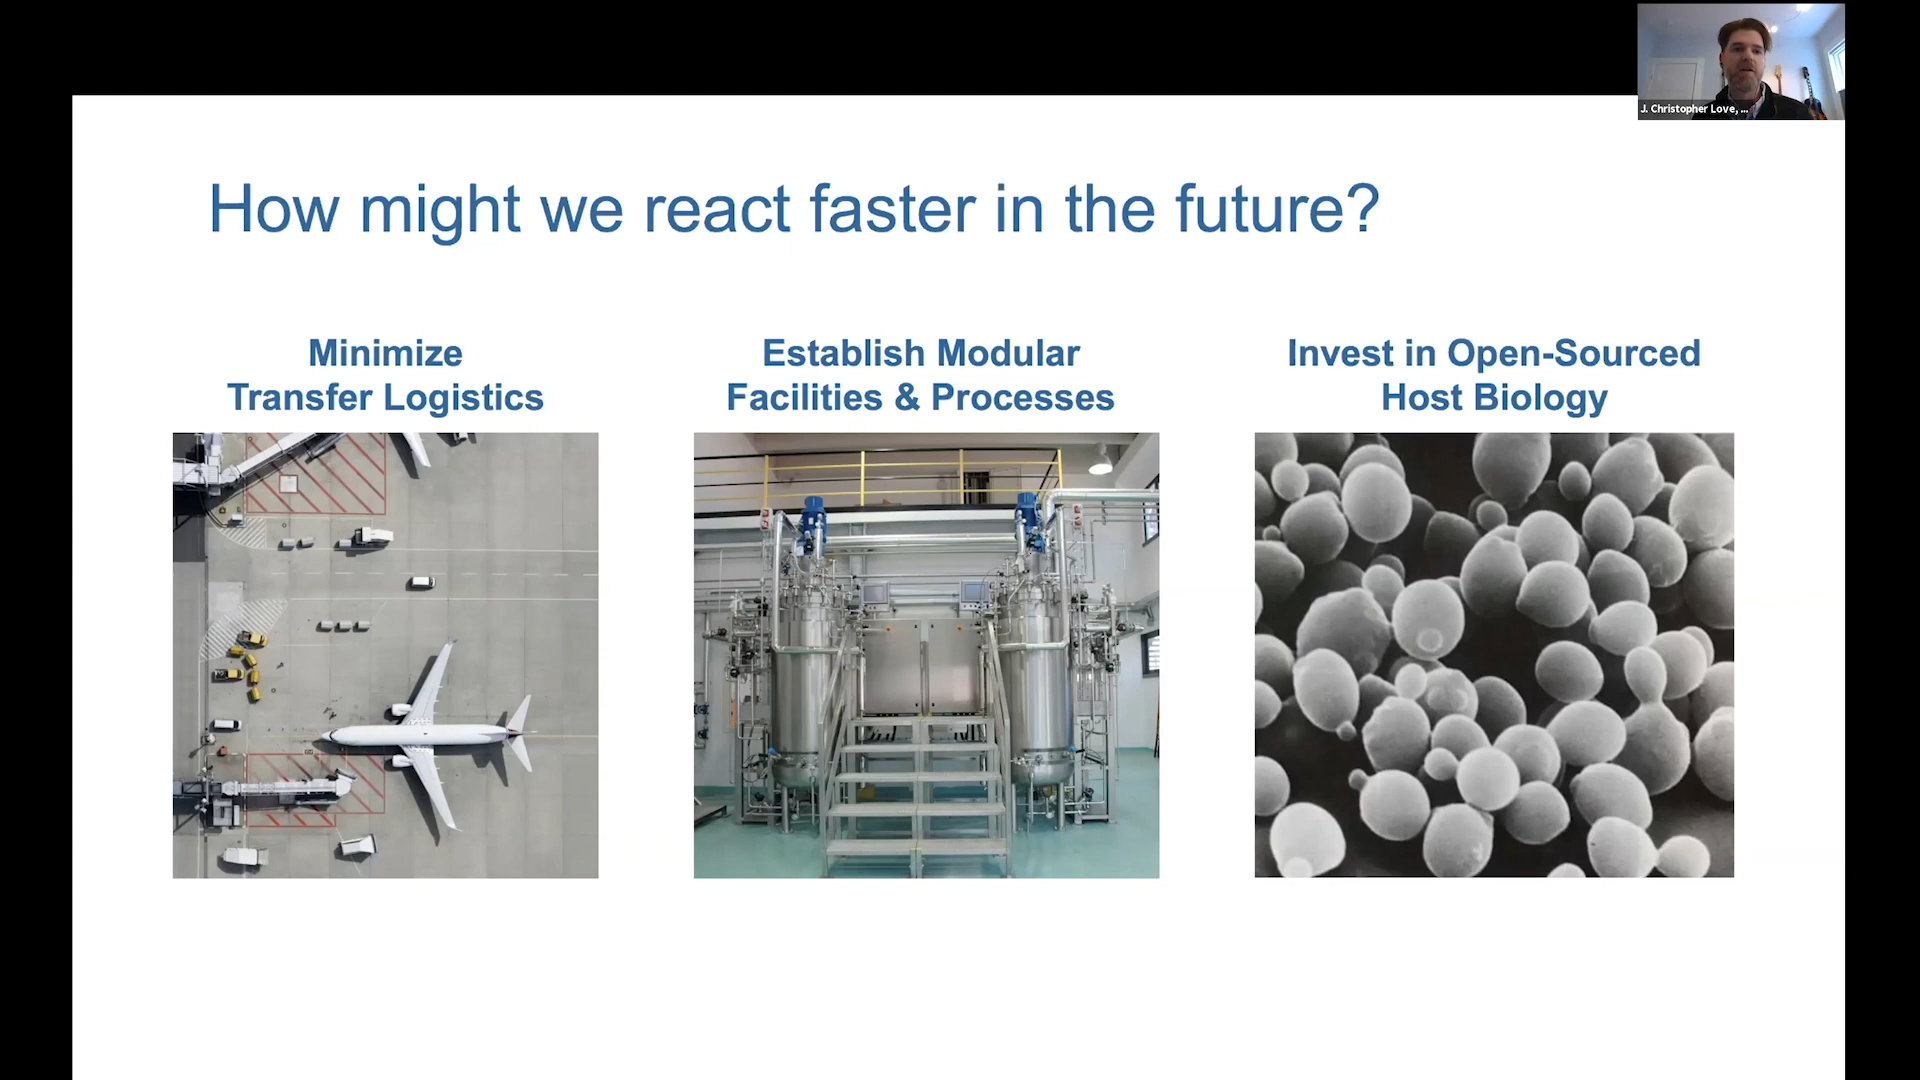 J. Christopher Love, ...
How might we react faster in the future?
Minimize
Transfer Logistics
Establish Modular
Facilities & Processes
Invest in Open-Sourced
Host Biology